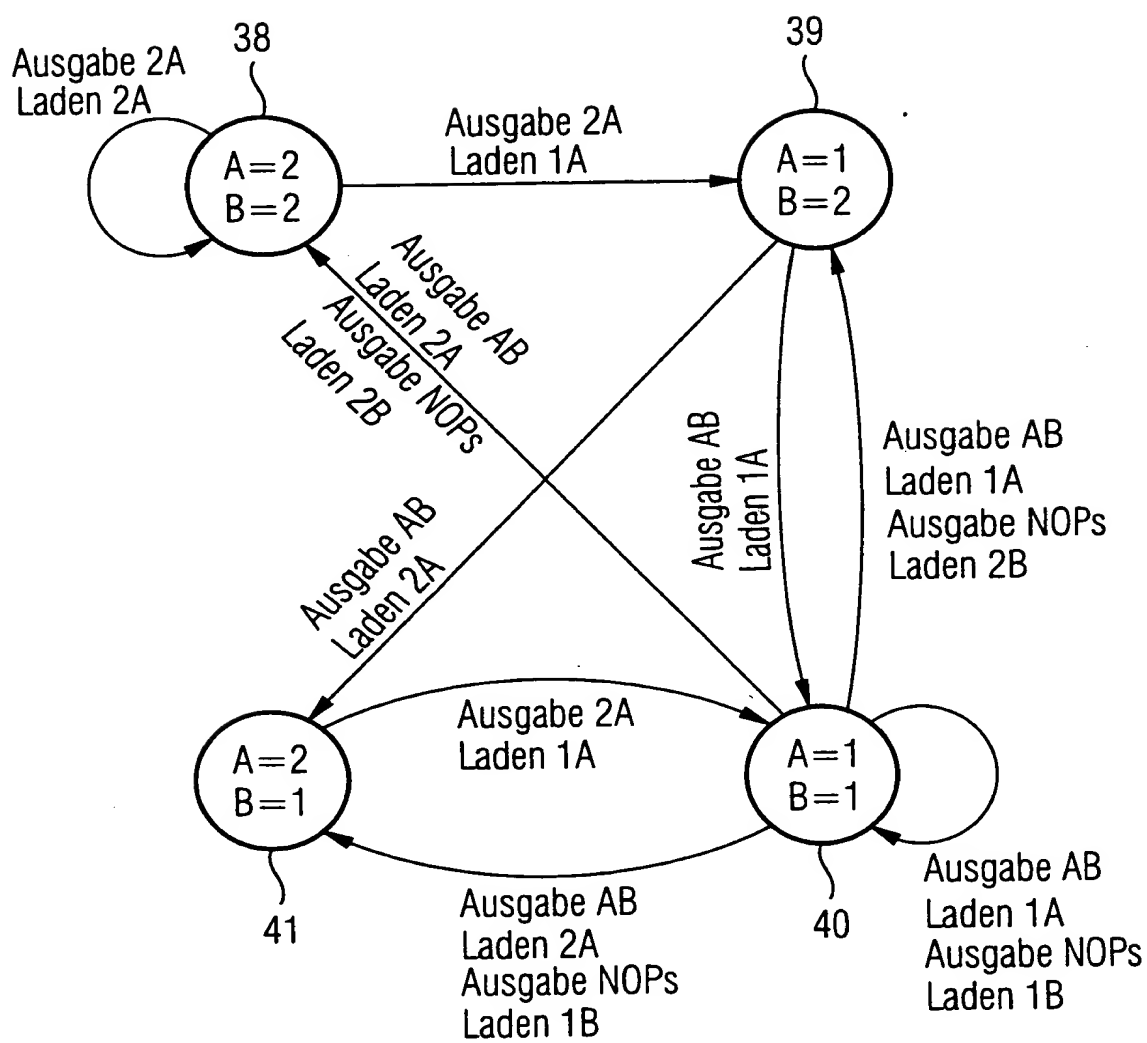 38
39
Ausgabe 2A
Laden 2A
Ausgabe 2A
Laden 1A
A=2
B=2
A=1
B=2
Ausgabe AB
Laden 2A
Ausgabe NOPs
Laden 2B
Ausgabe AB
Laden 1A
Ausgabe AB
Laden 1A
Ausgabe NOPs
Laden 2B
Ausgabe AB
Laden 2A
Ausgabe 2A
Laden 1A
A=2
B=1
A=1
B=1
41
40
Ausgabe AB
Laden 2A
Ausgabe NOPs
Laden 1B
Ausgabe AB
Laden 1A
Ausgabe NOPs
Laden 1B